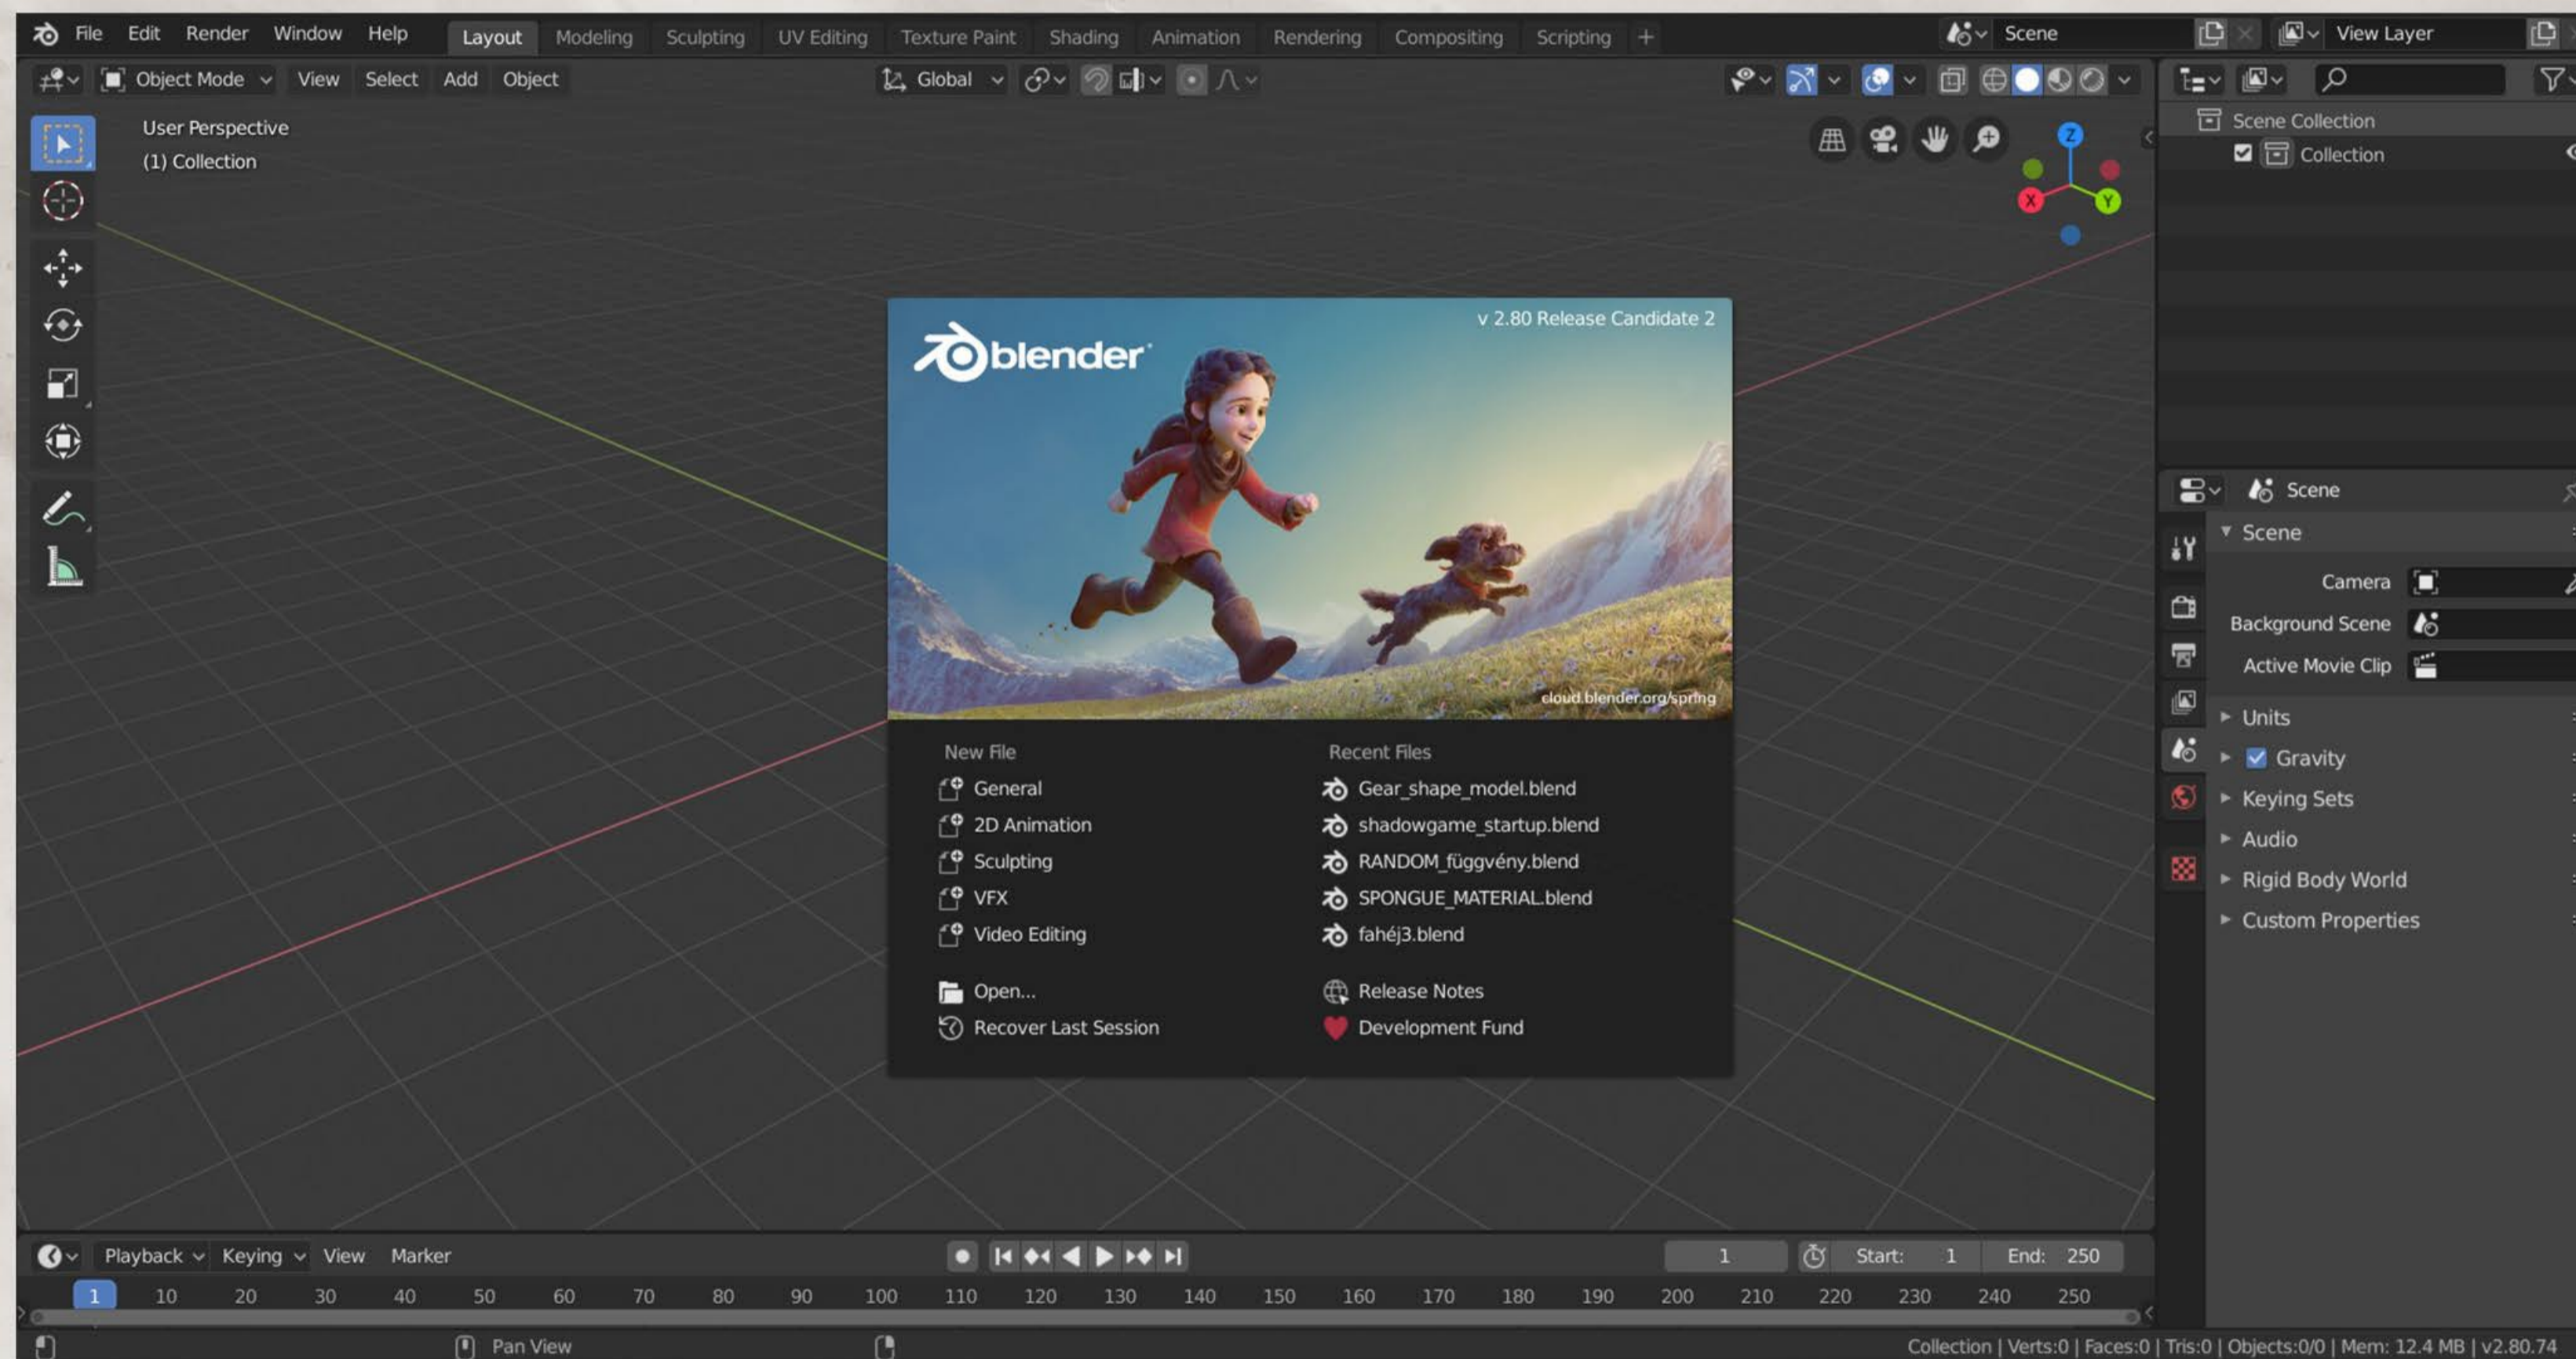 File Edit Render Window Help Layout Modeling Sculpting UV Editing Texture Paint Shading Animation Rendering Compositing Scripting + Scene View Layer
Object Mode View Select Add Object Global
User Perspective
(1) Collection
Z
X
Y
Scene Collection
Collection
blender
v 2.80 Release Candidate 2
cloud.blender.org/spring
New File
General
2D Animation
Sculpting
VFX
Video Editing
Open...
Recover Last Session
Recent Files
Gear_shape_model.blend
shadowgame_startup.blend
RANDOM_függvény.blend
SPONGUE_MATERIAL.blend
fahéj3.blend
Release Notes
Development Fund
Scene
Scene
Camera
Background Scene
Active Movie Clip
Units
Gravity
Keying Sets
Audio
Rigid Body World
Custom Properties
Playback Keying View Marker 1 Start: 1 End: 250
1 10 20 30 40 50 60 70 80 90 100 110 120 130 140 150 160 170 180 190 200 210 220 230 240 250
Pan View Collection | Verts:0 | Faces:0 | Tris:0 | Objects:0/0 | Mem: 12.4 MB | v2.80.74